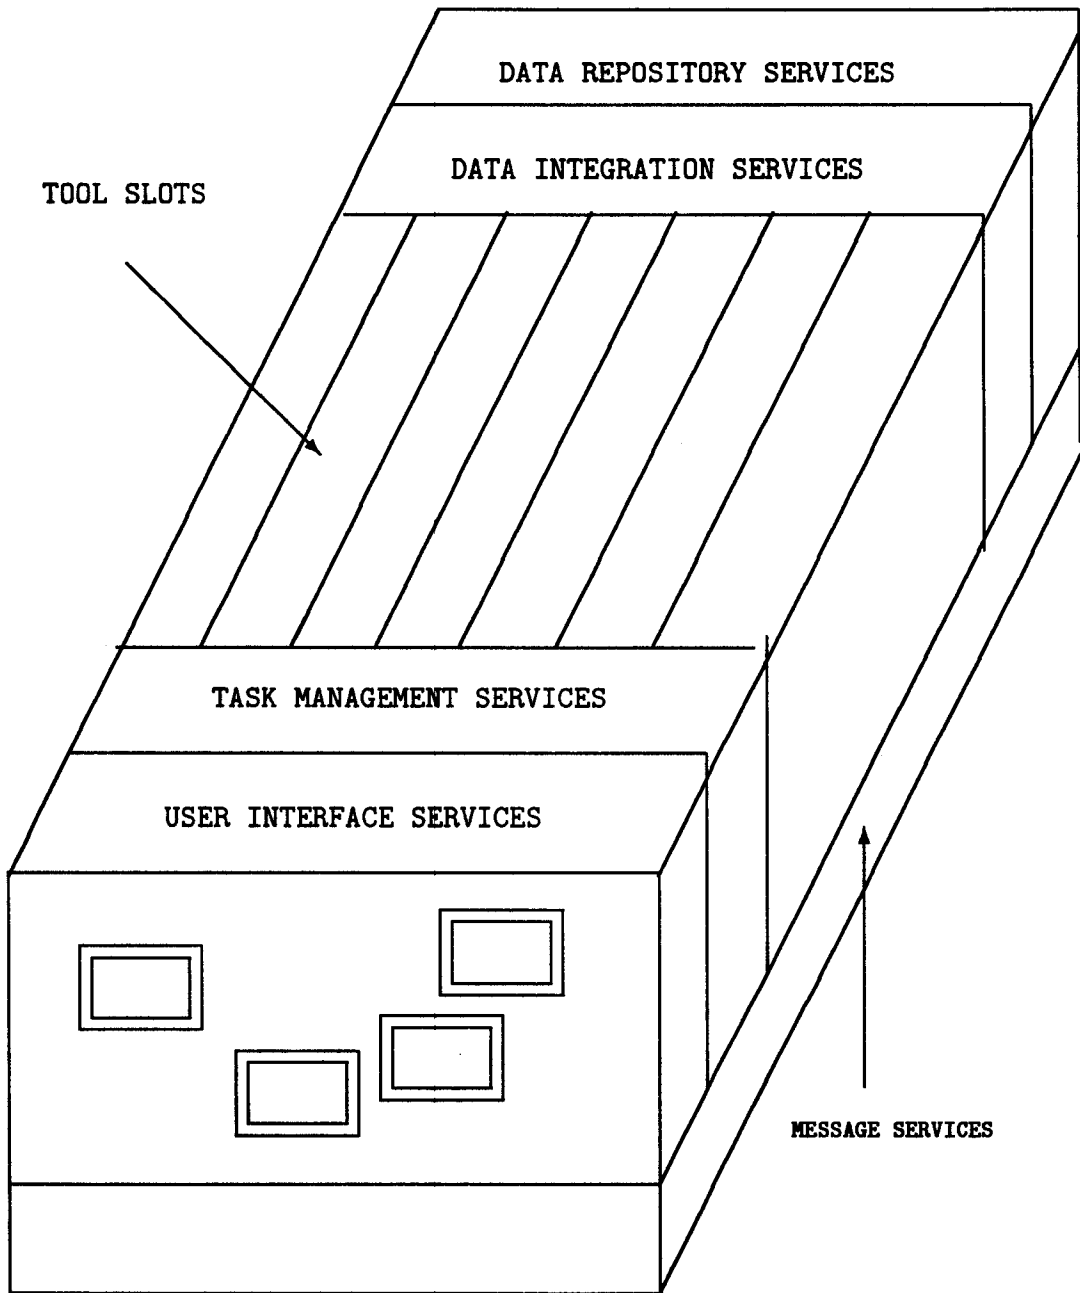 DATA REPOSITORY SERVICES
DATA INTEGRATION SERVICES
TOOL SLOTS
TASK MANAGEMENT SERVICES
USER INTERFACE SERVICES
MESSAGE SERVICES